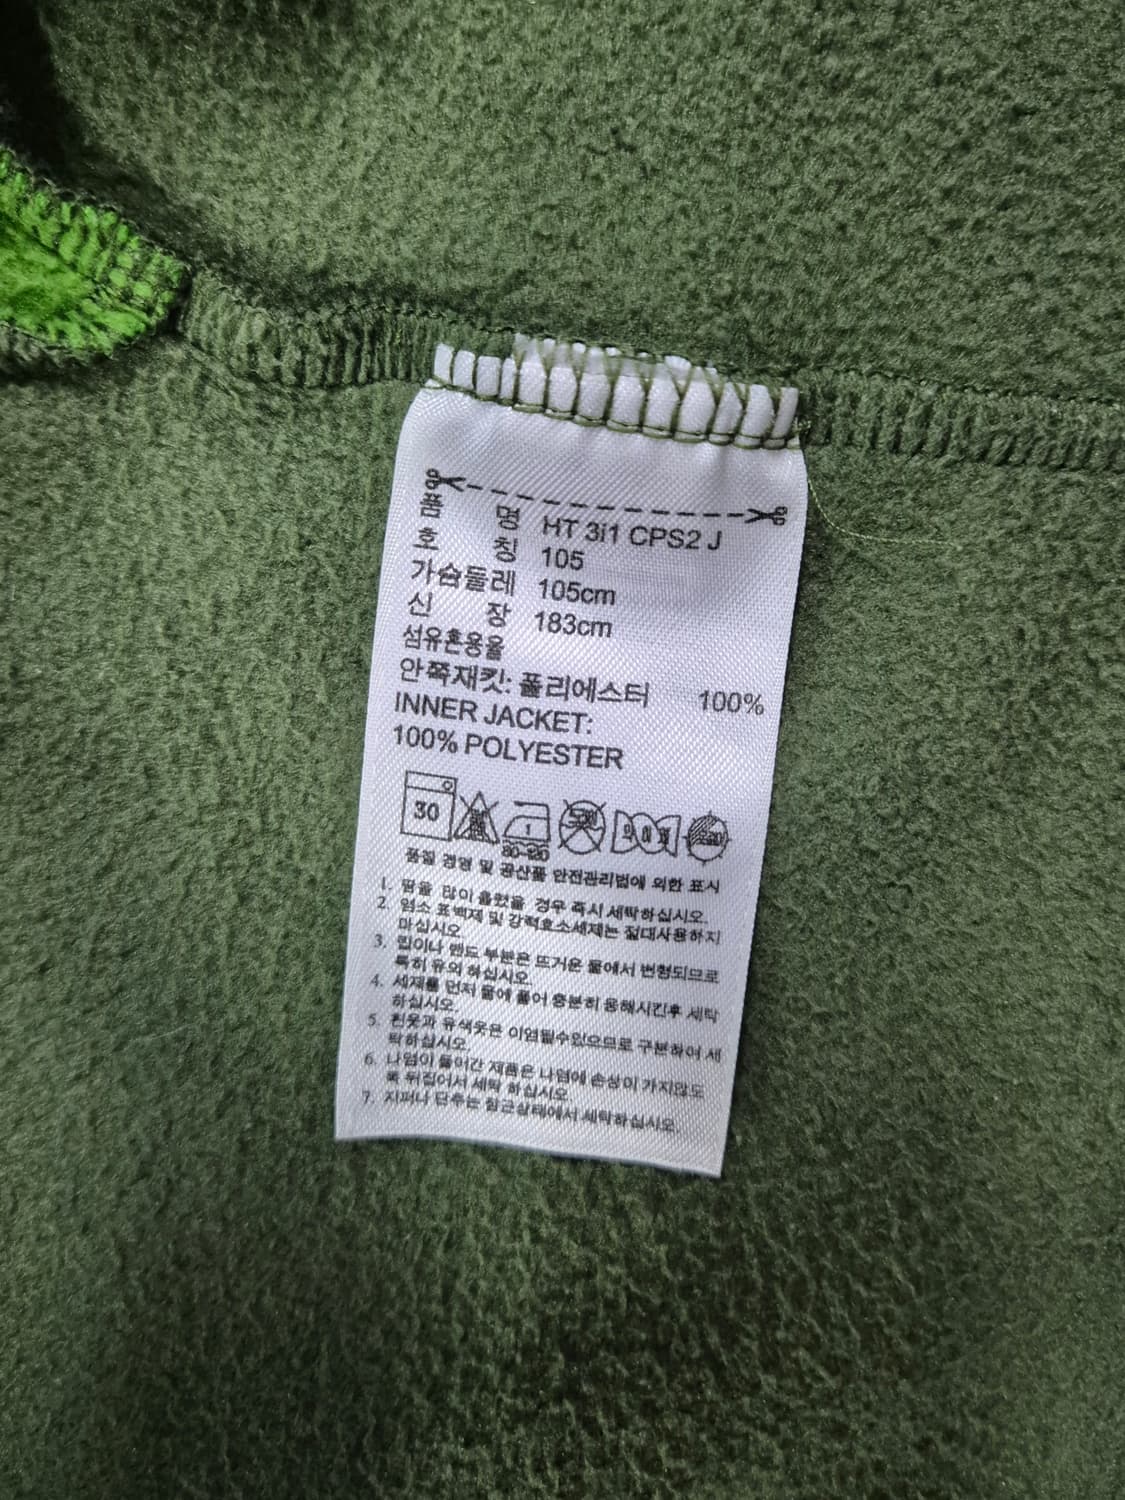 품 명 HT 3i1 CPS2 J
호 칭 105
가슴둘레 105cm
신 장 183cm
섬유혼용율
안쪽재킷: 폴리에스터 100%
INNER JACKET:
100% POLYESTER
30 1
80-120
품질 경영 및 공산품 안전관리법에 의한 표시
1. 땀을 많이 흘렸을 경우 즉시 세탁하십시오.
2. 염소 표백제 및 강력효소세제는 절대사용하지
마십시오.
3. 립이나 밴드 부분은 뜨거운 물에서 변형되므로
특히 유의 하십시오.
4. 세제를 먼저 물에 풀어 충분히 용해시킨후 세탁
하십시오.
5. 흰옷과 유색옷은 이염될수있으므로 구분하여 세
탁하십시오.
6. 나염이 들어간 제품은 나염에 손상이 가지않도
록 뒤집어서 세탁 하십시오.
7. 지퍼나 단추는 잠근상태에서 세탁하십시오.